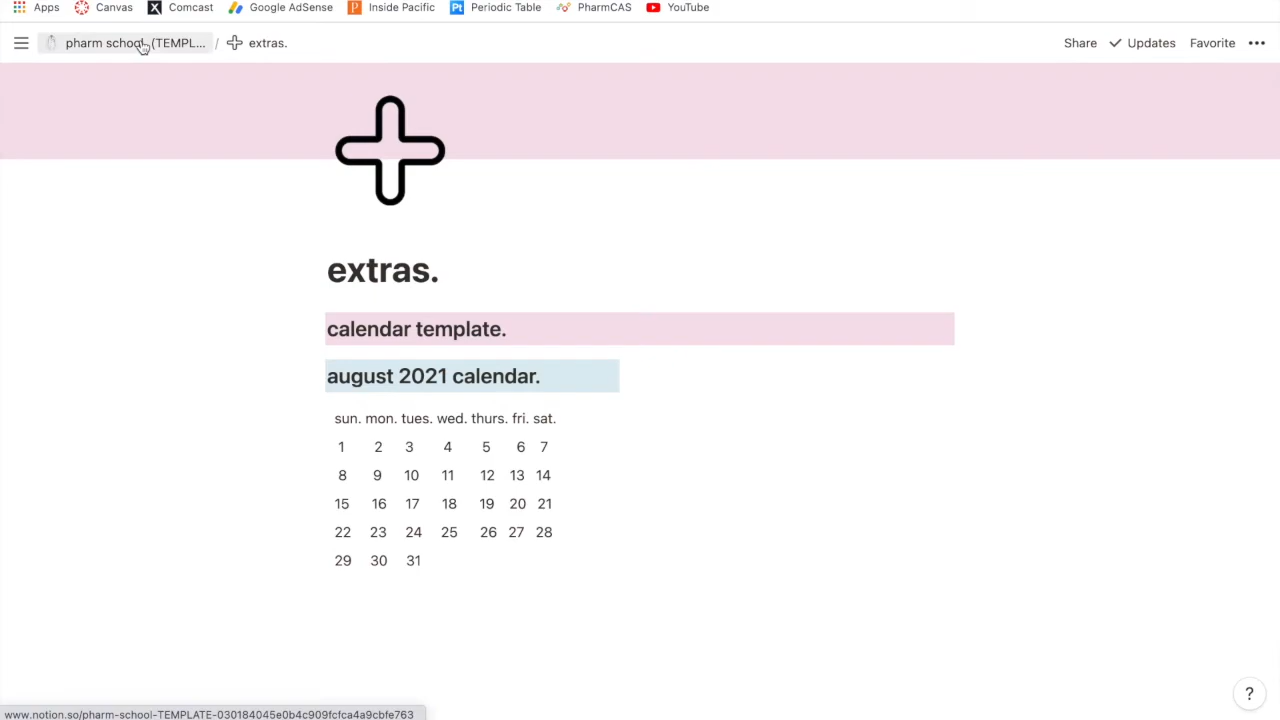 Apps Canvas Comcast Google AdSense Inside Pacific Periodic Table PharmCAS YouTube
pharm school (TEMPL... / extras. Share Updates Favorite •••
extras.
calendar template.
august 2021 calendar.
sun. mon. tues. wed. thurs. fri. sat.
1 2 3 4 5 6 7
8 9 10 11 12 13 14
15 16 17 18 19 20 21
22 23 24 25 26 27 28
29 30 31
?
www.notion.so/pharm-school-TEMPLATE-030184045e0b4c909fcfca4a9cbfe763